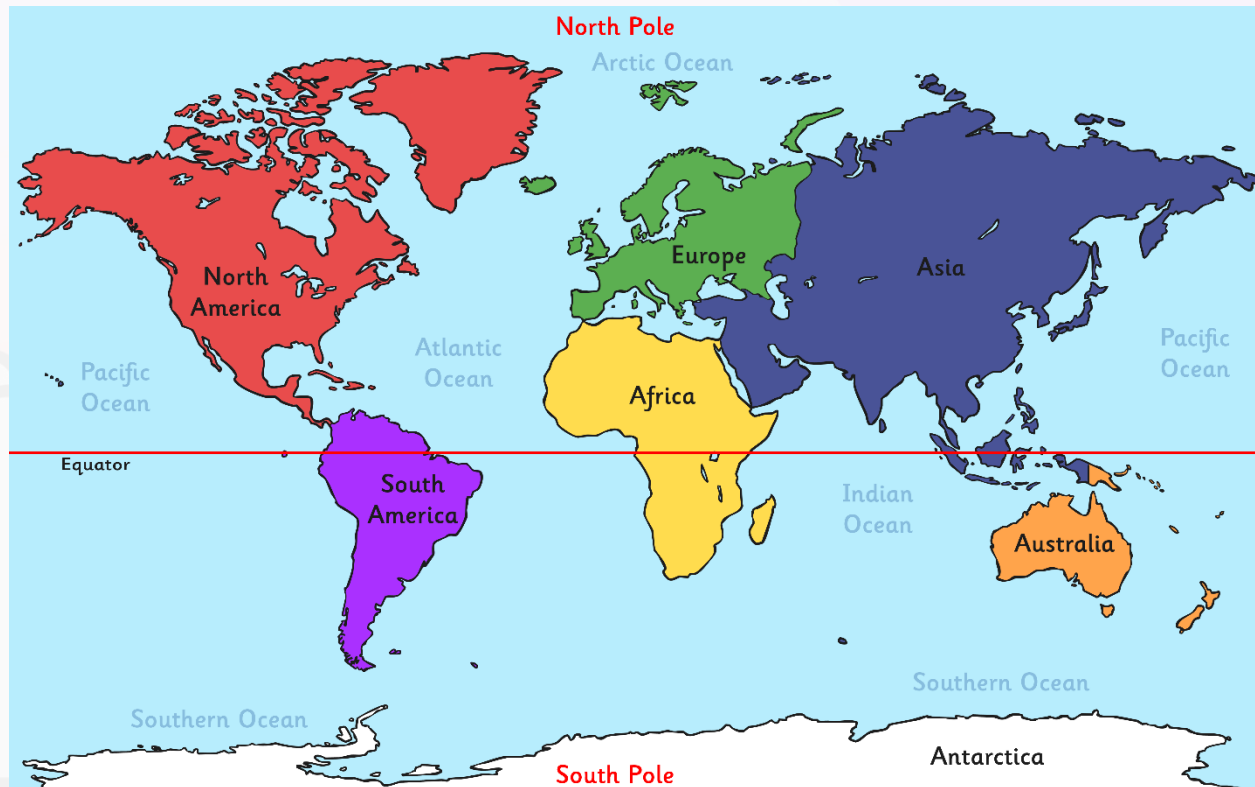 North Pole
Arctic Ocean
North
America
Europe
Asia
Atlantic
Ocean
Pacific
Ocean
Pacific
Ocean
Africa
Equator
South
America
Indian
Ocean
Australia
Southern Ocean
Southern Ocean
Antarctica
South Pole